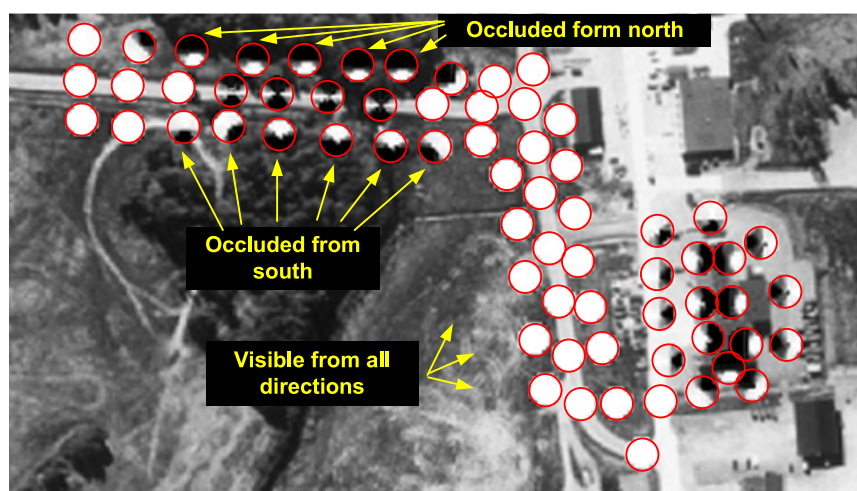 Occluded form north
Occluded from
south
Visible from all
directions